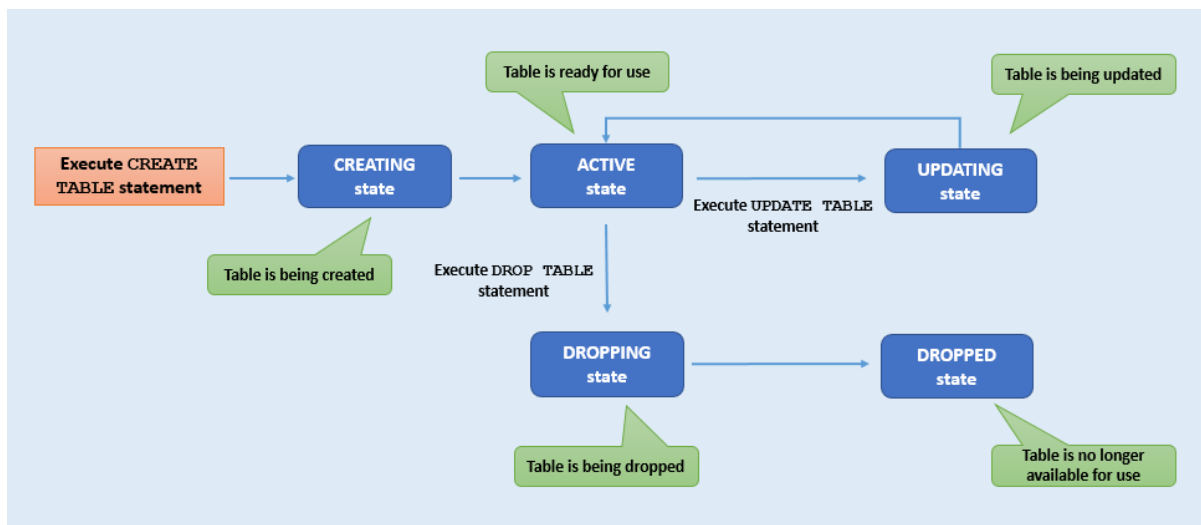 Table is ready for use
Table is being updated
Execute CREATE
TABLE statement
CREATING
state
ACTIVE
state
UPDATING
state
Execute UPDATE TABLE
statement
Table is being created
Execute DROP TABLE
statement
DROPPING
state
DROPPED
state
Table is being dropped
Table is no longer
available for use